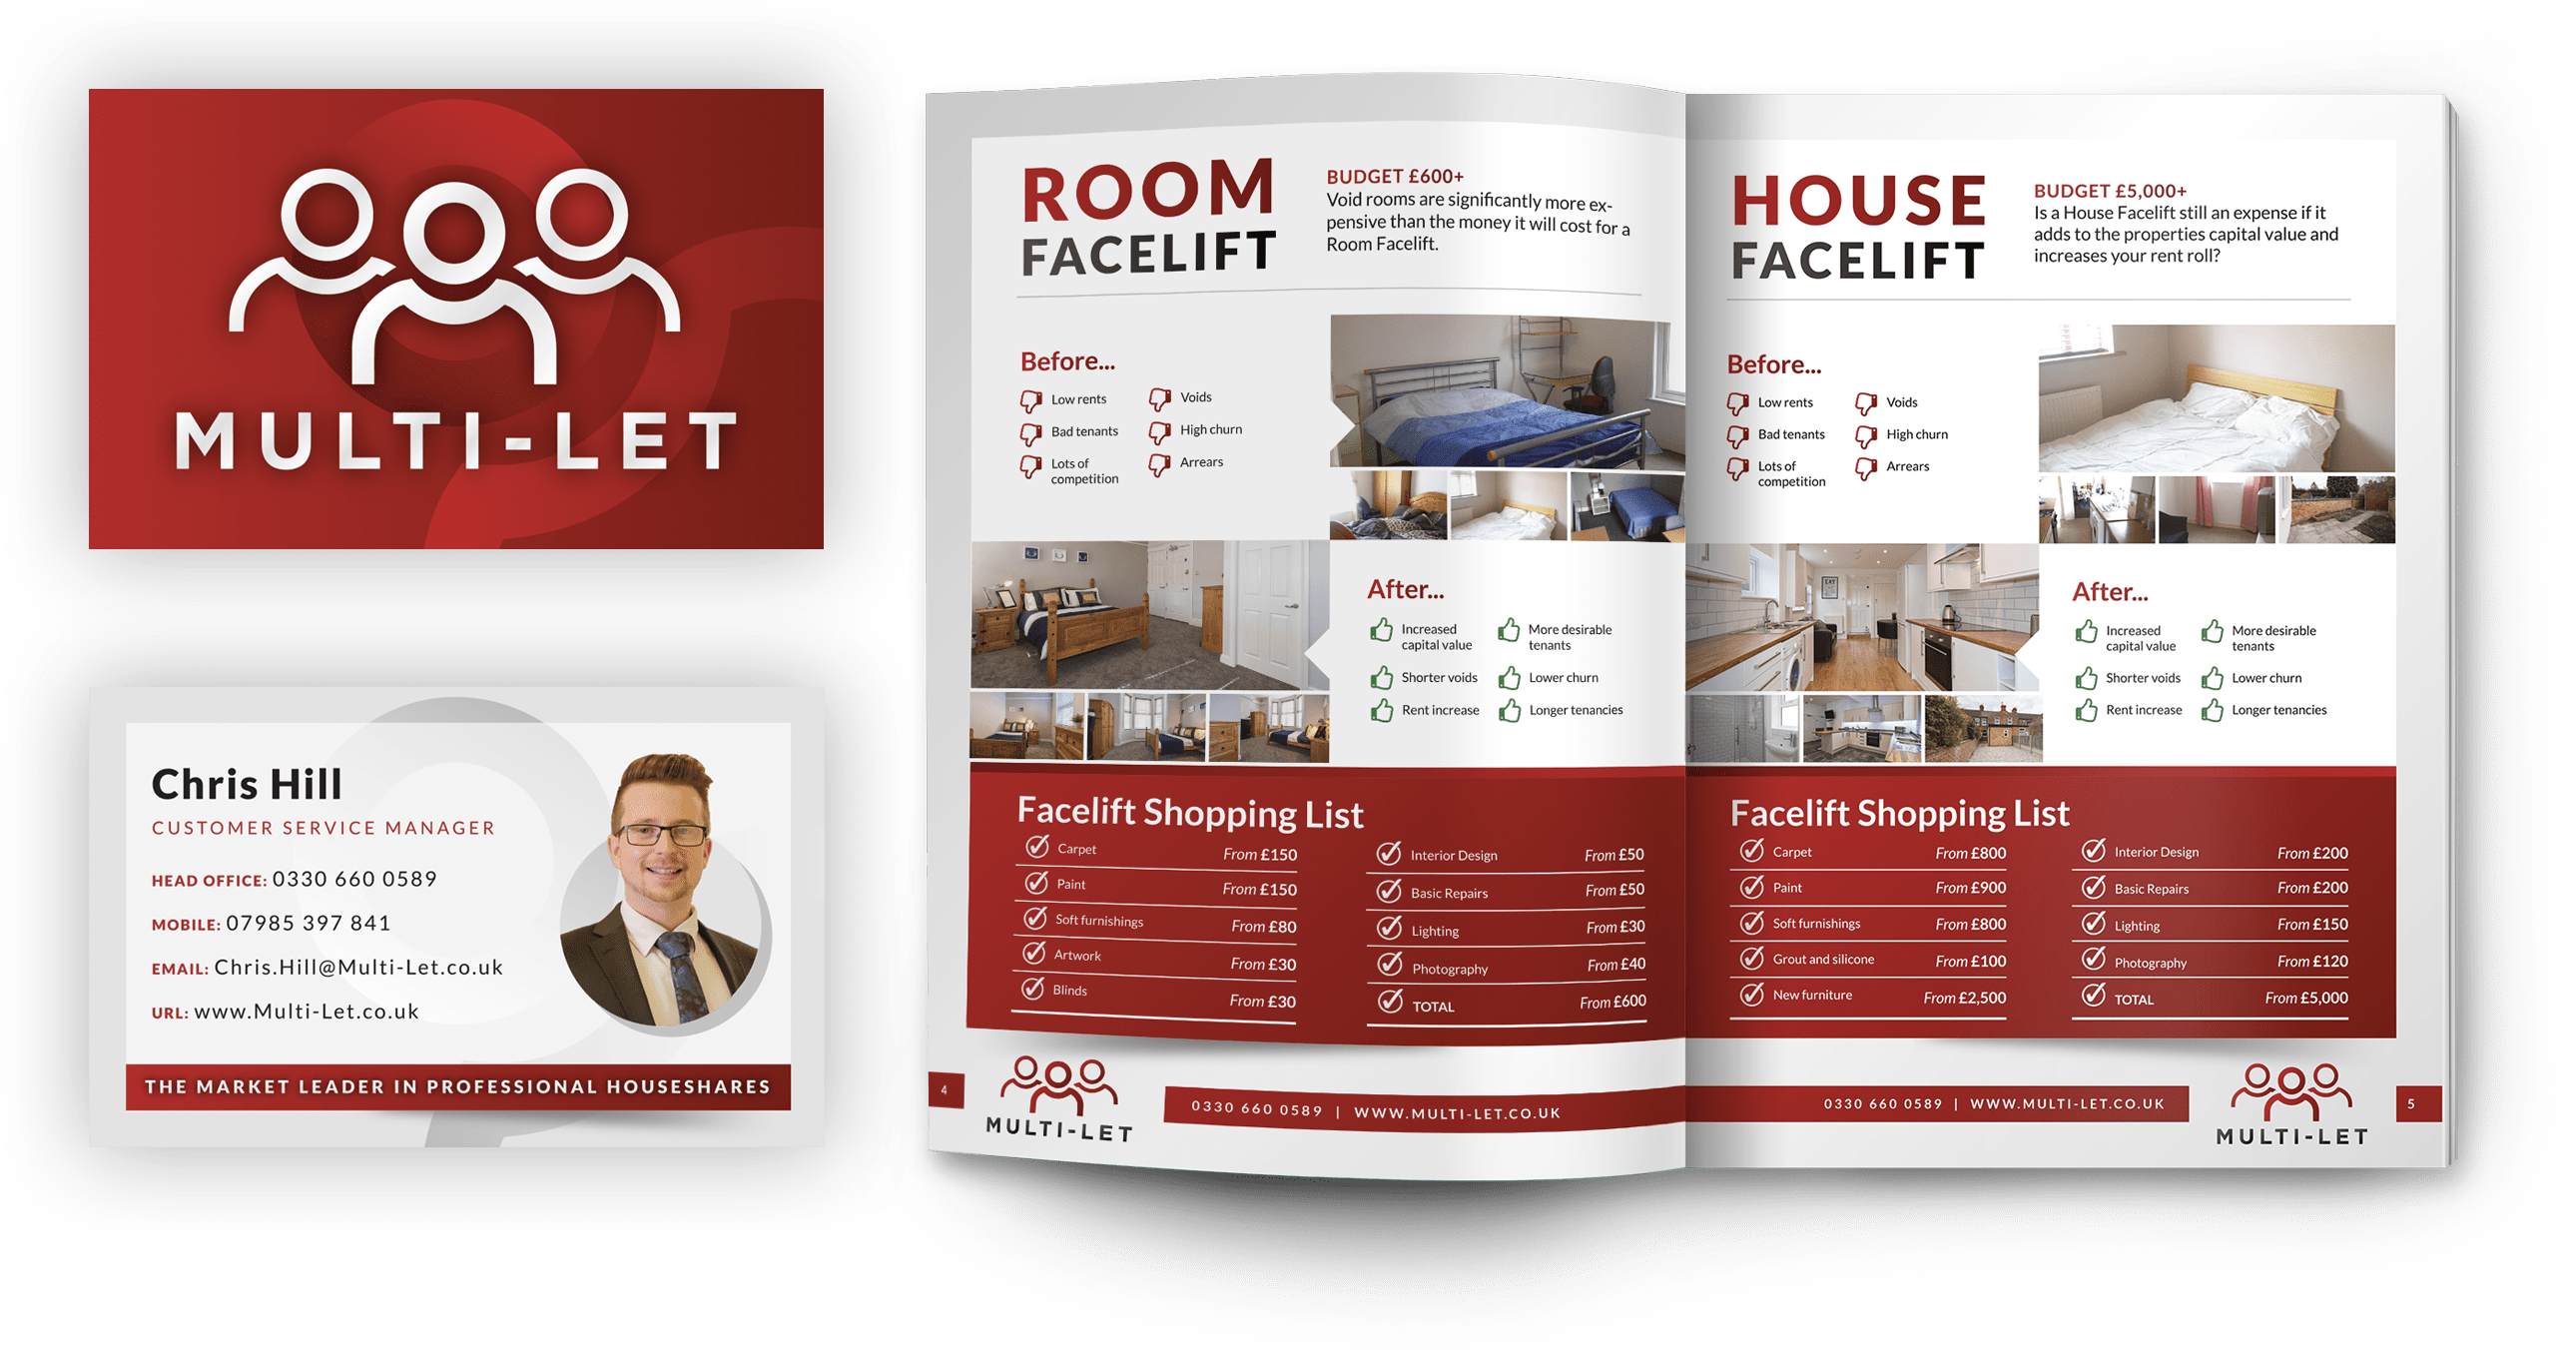 MULTI-LET
Chris Hill
CUSTOMER SERVICE MANAGER
HEAD OFFICE: 0330 660 0589
MOBILE: 07985 397 841
EMAIL: Chris.Hill@Multi-Let.co.uk
URL: www.Multi-Let.co.uk
THE MARKET LEADER IN PROFESSIONAL HOUSESHARES
ROOM
FACELIFT
BUDGET £600+
Void rooms are significantly more ex-
pensive than the money it will cost for a
Room Facelift.
Before...
Low rents
Bad tenants
Lots of
competition
Voids
High churn
Arrears
After...
Increased
capital value
Shorter voids
Rent increase
More desirable
tenants
Lower churn
Longer tenancies
Facelift Shopping List
Carpet From £150
Paint From £150
Soft furnishings From £80
Artwork From £30
Blinds From £30
Interior Design From £50
Basic Repairs From £50
Lighting From £30
Photography From £40
TOTAL From £600
4
MULTI-LET
0330 660 0589 | WWW.MULTI-LET.CO.UK
HOUSE
FACELIFT
BUDGET £5,000+
Is a House Facelift still an expense if it
adds to the properties capital value and
increases your rent roll?
Before...
Low rents
Bad tenants
Lots of
competition
Voids
High churn
Arrears
EAT
After...
Increased
capital value
Shorter voids
Rent increase
More desirable
tenants
Lower churn
Longer tenancies
Facelift Shopping List
Carpet From £800
Paint From £900
Soft furnishings From £800
Grout and silicone From £100
New furniture From £2,500
Interior Design From £200
Basic Repairs From £200
Lighting From £150
Photography From £120
TOTAL From £5,000
0330 660 0589 | WWW.MULTI-LET.CO.UK
MULTI-LET
5